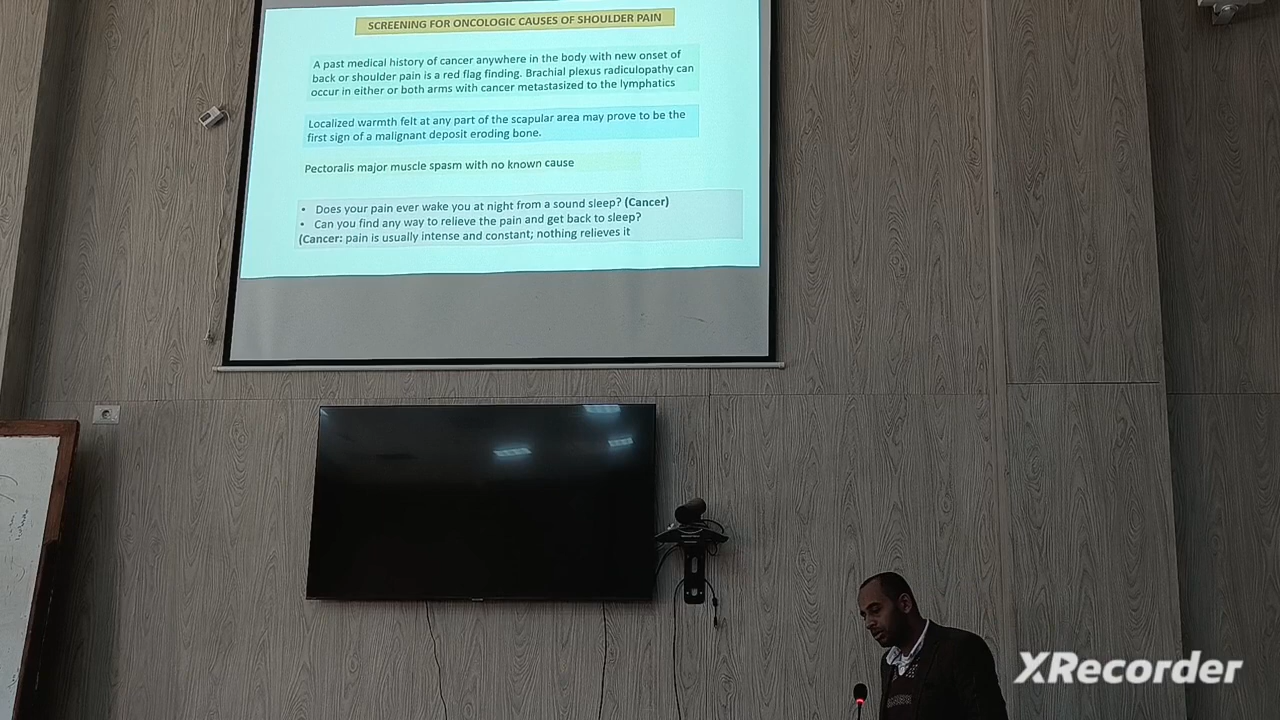 SCREENING FOR ONCOLOGIC CAUSES OF SHOULDER PAIN
A past medical history of cancer anywhere in the body with new onset of
back or shoulder pain is a red flag finding. Brachial plexus radiculopathy can
occur in either or both arms with cancer metastasized to the lymphatics
Localized warmth felt at any part of the scapular area may prove to be the
first sign of a malignant deposit eroding bone.
Pectoralis major muscle spasm with no known cause
• Does your pain ever wake you at night from a sound sleep? (Cancer)
• Can you find any way to relieve the pain and get back to sleep?
(Cancer: pain is usually intense and constant; nothing relieves it
XRecorder